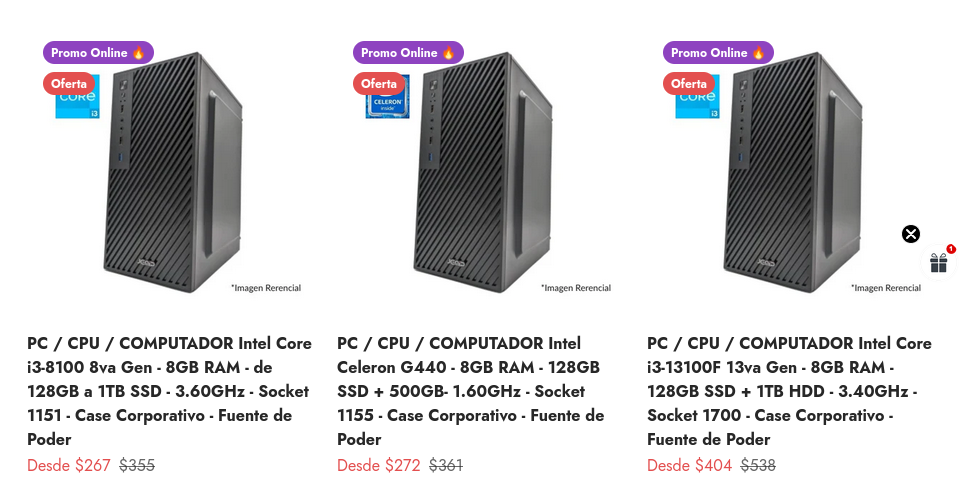 Promo Online 🔥
Oferta
CORE
i3
*Imagen Rerencial
PC / CPU / COMPUTADOR Intel Core
i3-8100 8va Gen - 8GB RAM - de
128GB a 1TB SSD - 3.60GHz - Socket
1151 - Case Corporativo - Fuente de
Poder
Desde $267 $355
Promo Online 🔥
Oferta
CELERON
inside
*Imagen Rerencial
PC / CPU / COMPUTADOR Intel
Celeron G440 - 8GB RAM - 128GB
SSD + 500GB- 1.60GHz - Socket
1155 - Case Corporativo - Fuente de
Poder
Desde $272 $361
Promo Online 🔥
Oferta
CORE
i3
*Imagen Rerencial
PC / CPU / COMPUTADOR Intel Core
i3-13100F 13va Gen - 8GB RAM -
128GB SSD + 1TB HDD - 3.40GHz -
Socket 1700 - Case Corporativo -
Fuente de Poder
Desde $404 $538
1